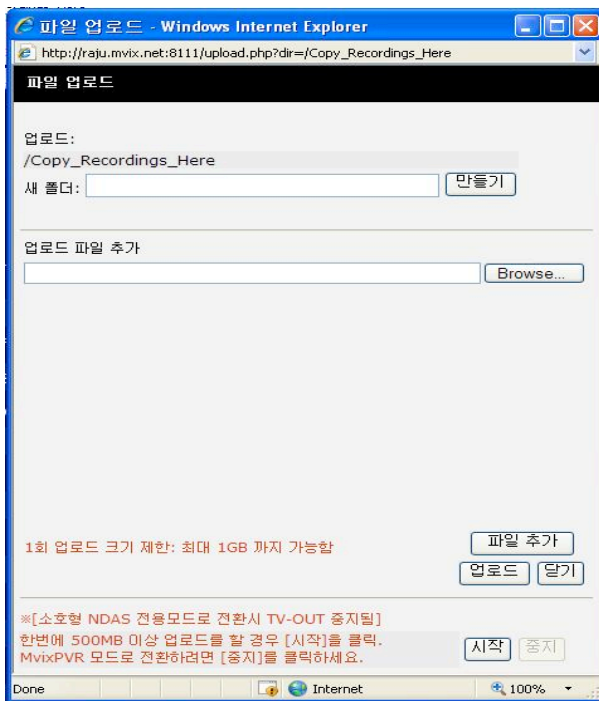 파일 업로드 - Windows Internet Explorer
http://raju.mvix.net:8111/upload.php?dir=/Copy_Recordings_Here
파일 업로드
업로드:
/Copy_Recordings_Here
새 폴더: 만들기
업로드 파일 추가
Browse...
1회 업로드 크기 제한: 최대 1GB 까지 가능함
파일 추가
업로드 닫기
※[소호형 NDAS 전용모드로 전환시 TV-OUT 중지됨]
한번에 500MB 이상 업로드를 할 경우 [시작]을 클릭.
MvixPVR 모드로 전환하려면 [중지]를 클릭하세요.
시작 중지
Done Internet 100%